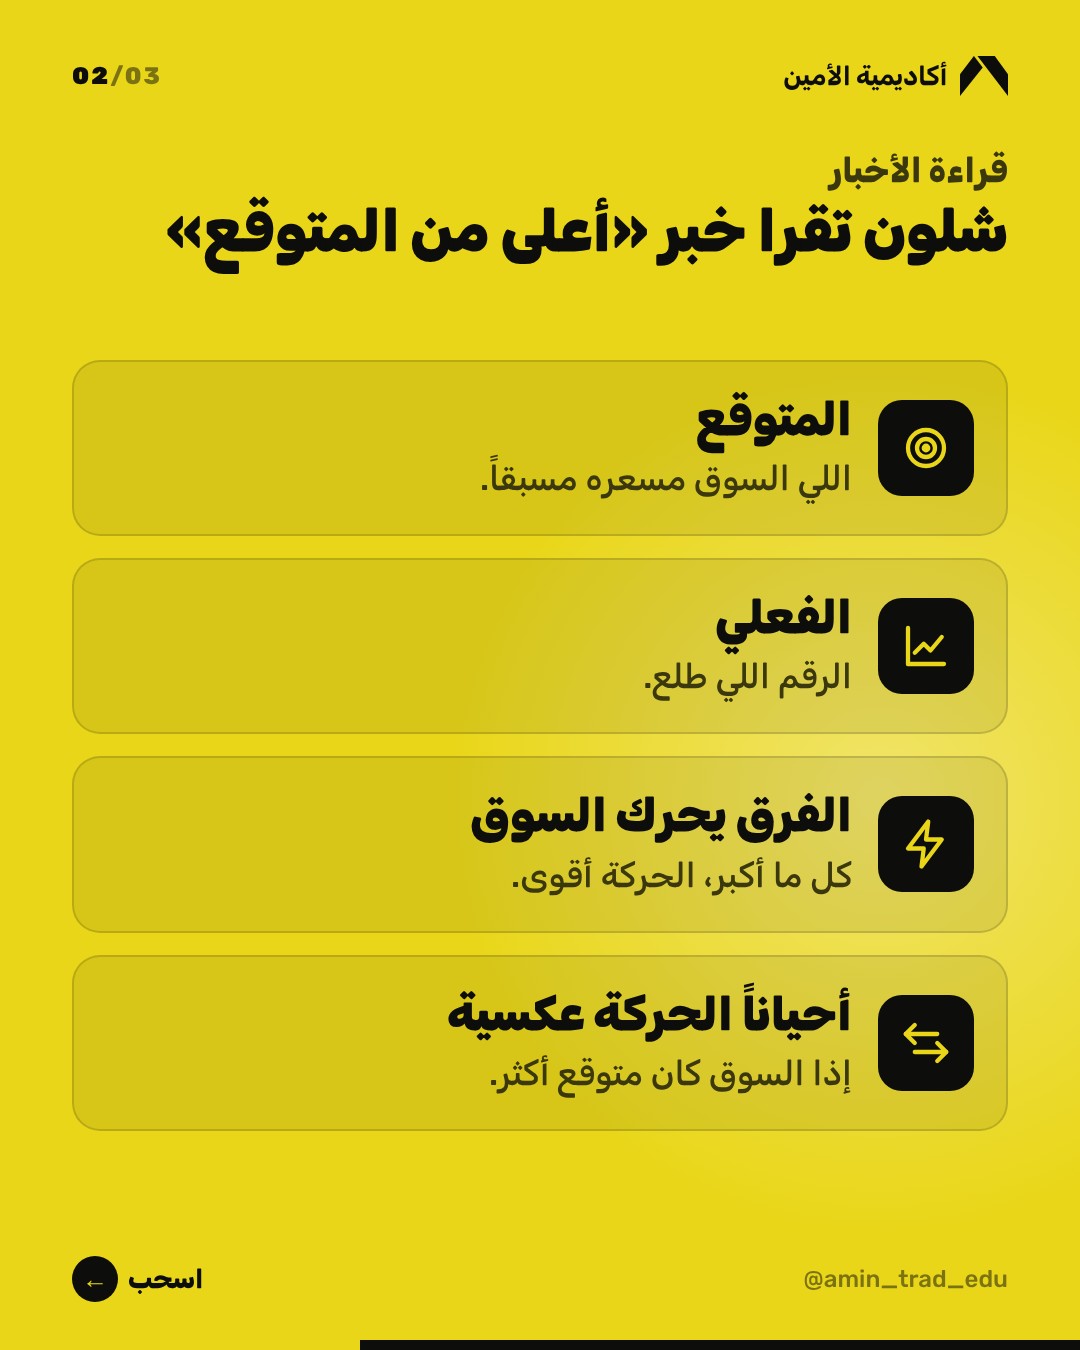 أكاديمية الأمين
02/03
قراءة الأخبار
شلون تقرا خبر «أعلى من المتوقع»
المتوقع
اللي السوق مسعره مسبقاً.
الفعلي
الرقم اللي طلع.
الفرق يحرك السوق
كل ما أكبر، الحركة أقوى.
أحياناً الحركة عكسية
إذا السوق كان متوقع أكثر.
@amin_trad_edu
اسحب ←